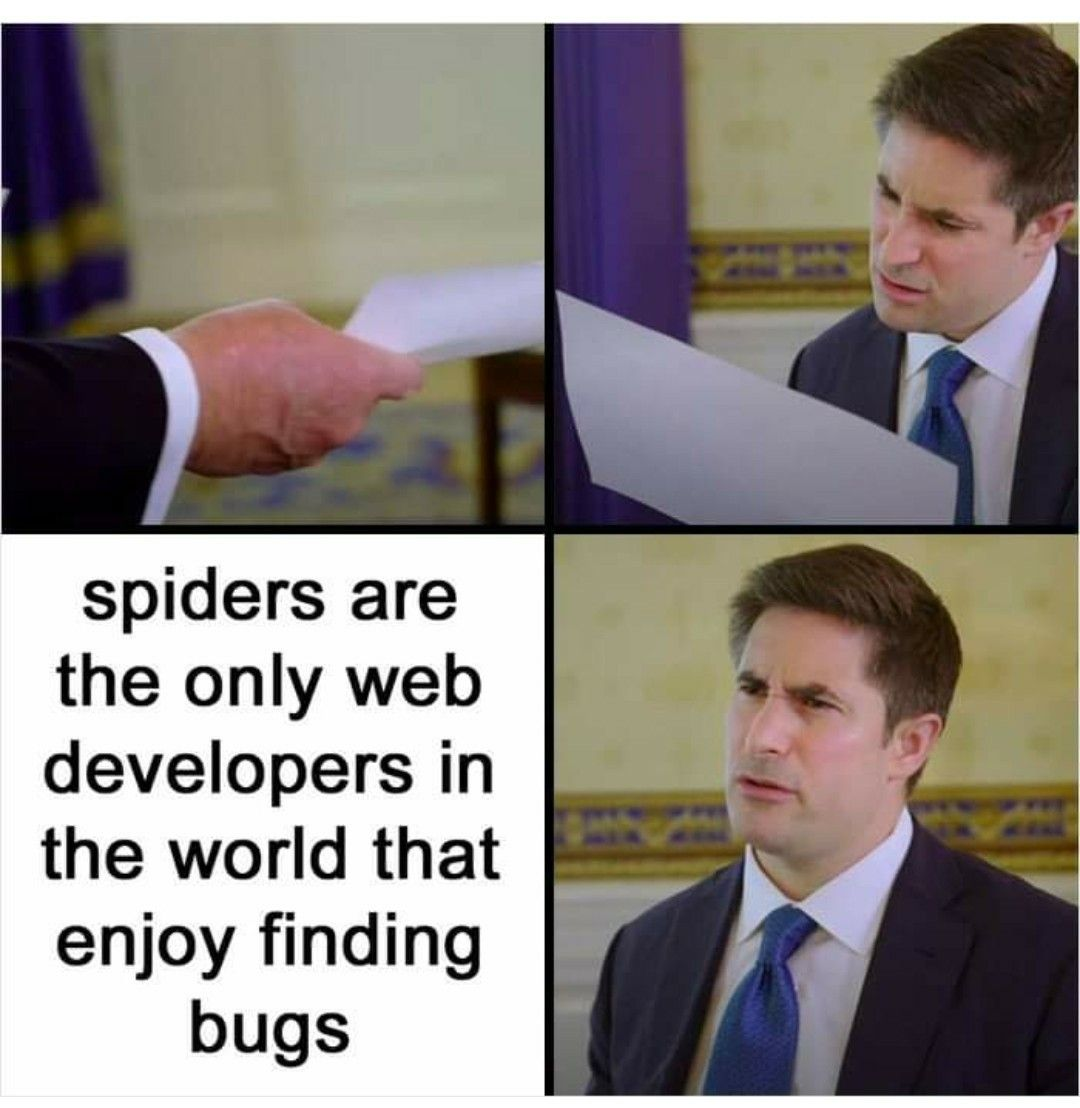 spiders are
the only web
developers in
the world that
enjoy finding
bugs